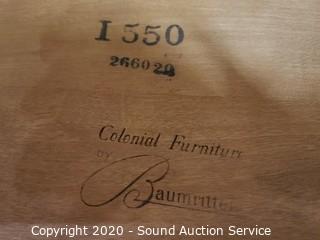 I 550
266029
Colonial Furniture
BY
Baumritter
Copyright 2020 - Sound Auction Service